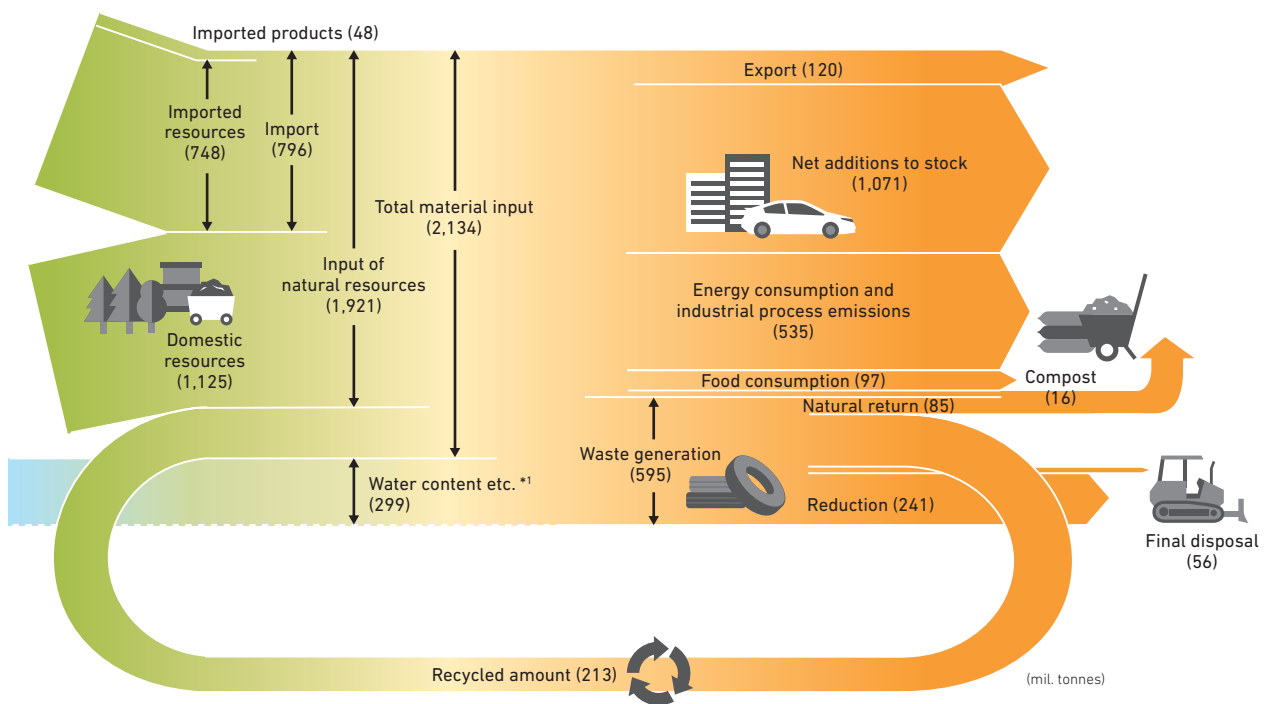 Imported products (48)
Imported
resources
(748)
Import
(796)
Total material input
(2,134)
Input of
natural resources
(1,921)
Domestic
resources
(1,125)
Water content etc. *1
(299)
Export (120)
Net additions to stock
(1,071)
Energy consumption and
industrial process emissions
(535)
Food consumption (97)
Compost
(16)
Natural return (85)
Waste generation
(595)
Reduction (241)
Final disposal
(56)
Recycled amount (213)
(mil. tonnes)